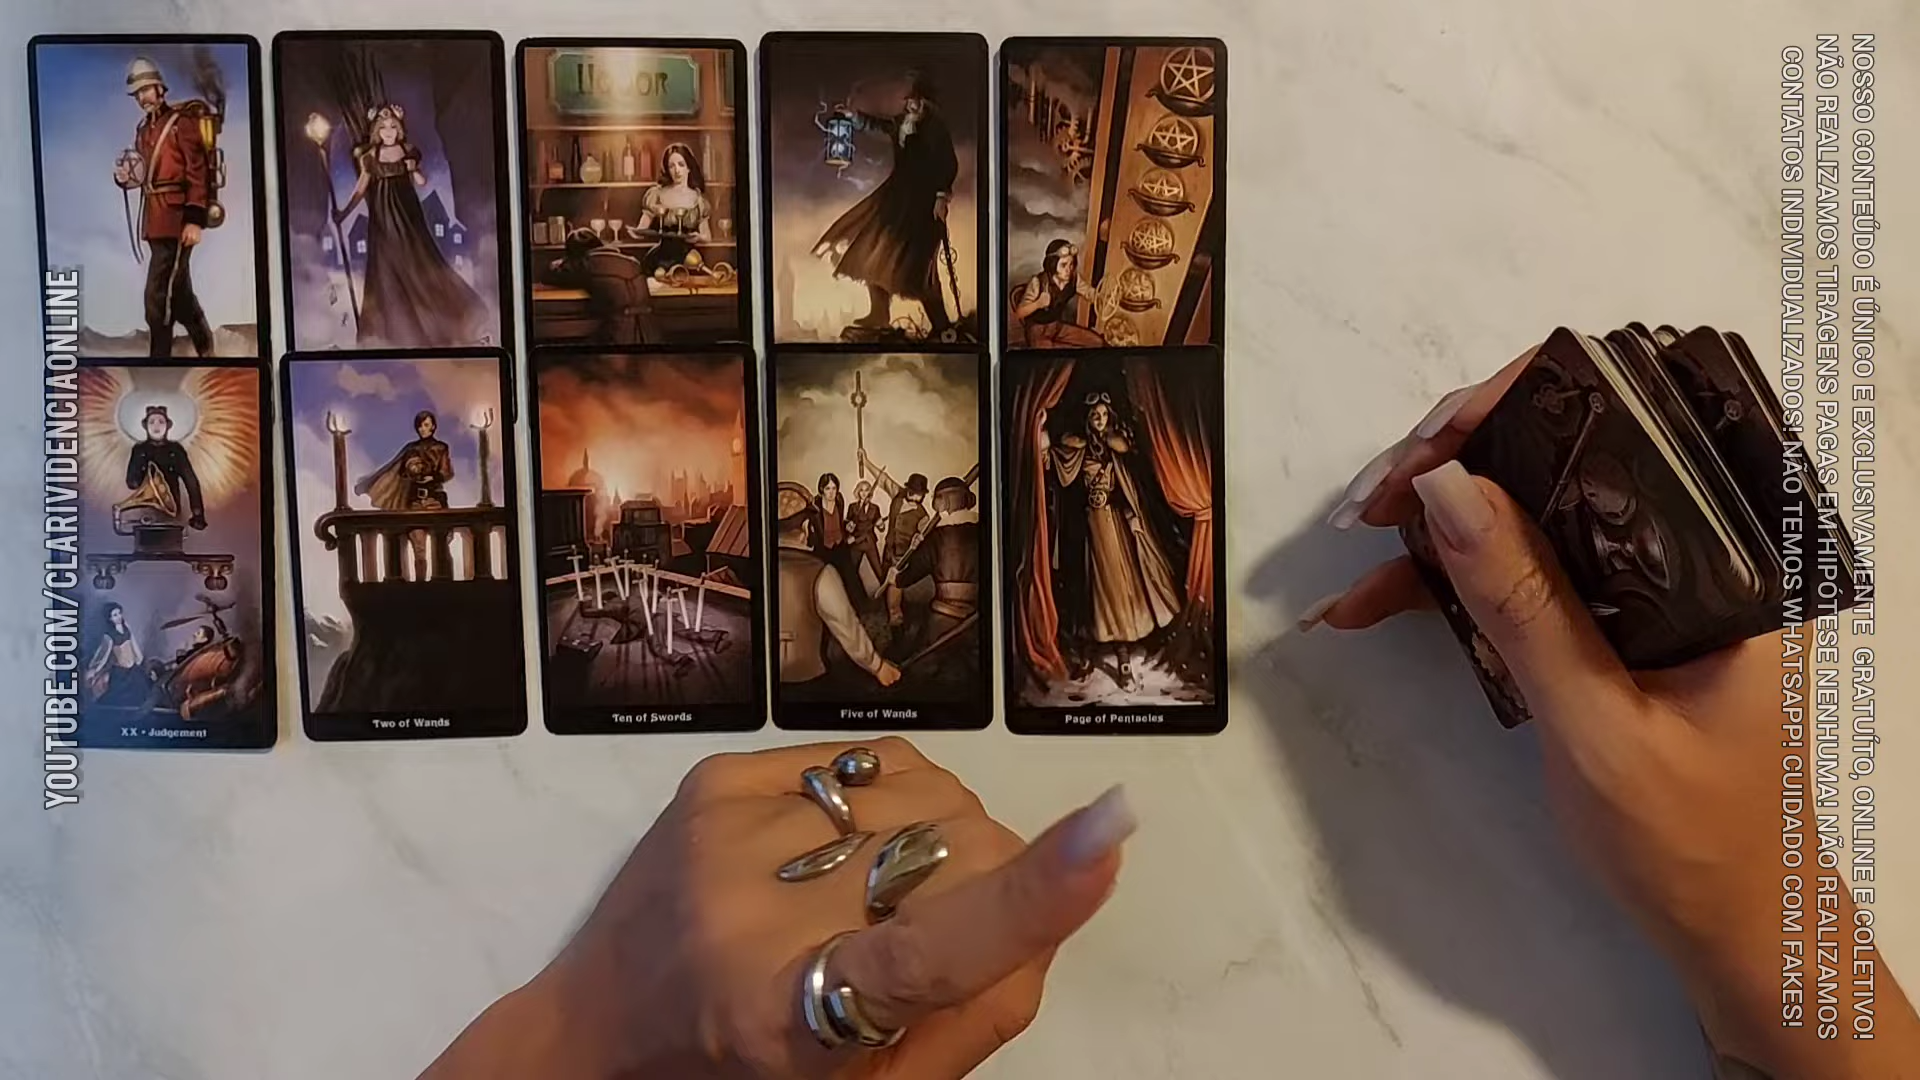 YOUTUBE.COM/CLARIVIDENCIAONLINE
LIQUOR
XX • Judgement
Two of Wands
Ten of Swords
Five of Wands
Page of Pentacles
NOSSO CONTEÚDO É ÚNICO E EXCLUSIVAMENTE GRATUÍTO, ONLINE E COLETIVO!
NÃO REALIZAMOS TIRAGENS PAGAS EM HIPÓTESE NENHUMA! NÃO REALIZAMOS
CONTATOS INDIVIDUALIZADOS! NÃO TEMOS WHATSAPP! CUIDADO COM FAKES!